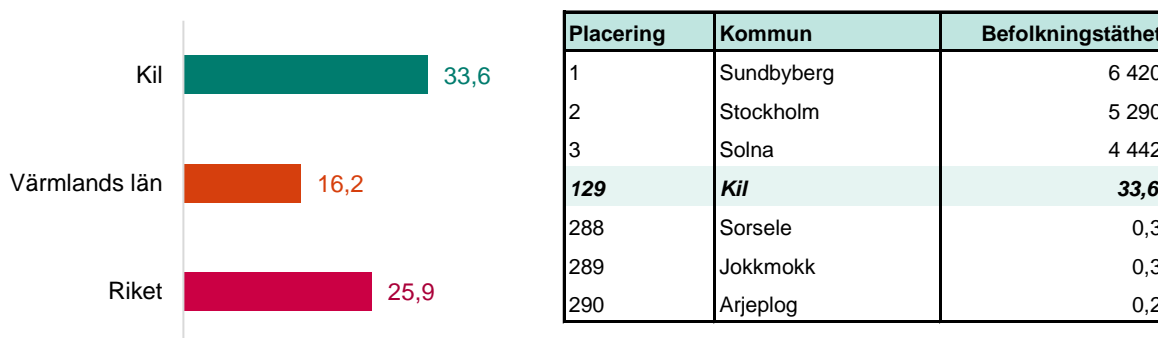 Kil 33,6
Värmlands län 16,2
Riket 25,9
Placering Kommun Befolkningstäthet
1 Sundbyberg 6 420
2 Stockholm 5 290
3 Solna 4 442
129 Kil 33,6
288 Sorsele 0,3
289 Jokkmokk 0,3
290 Arjeplog 0,2